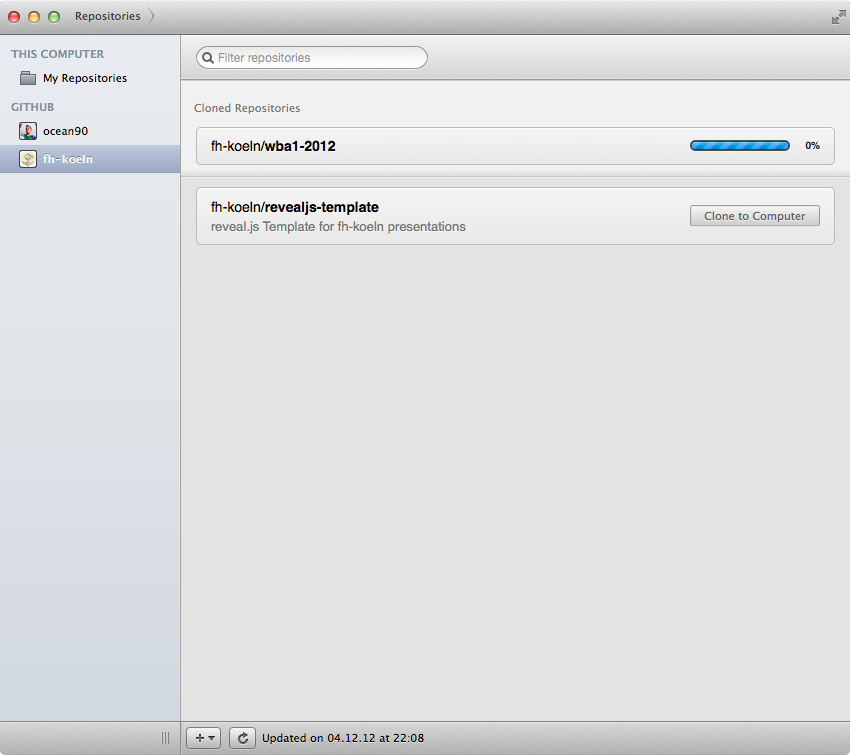 Repositories
THIS COMPUTER
My Repositories
GITHUB
ocean90
fh-koeln
Filter repositories
Cloned Repositories
fh-koeln/wba1-2012
0%
fh-koeln/revealjs-template
reveal.js Template for fh-koeln presentations
Clone to Computer
Updated on 04.12.12 at 22:08